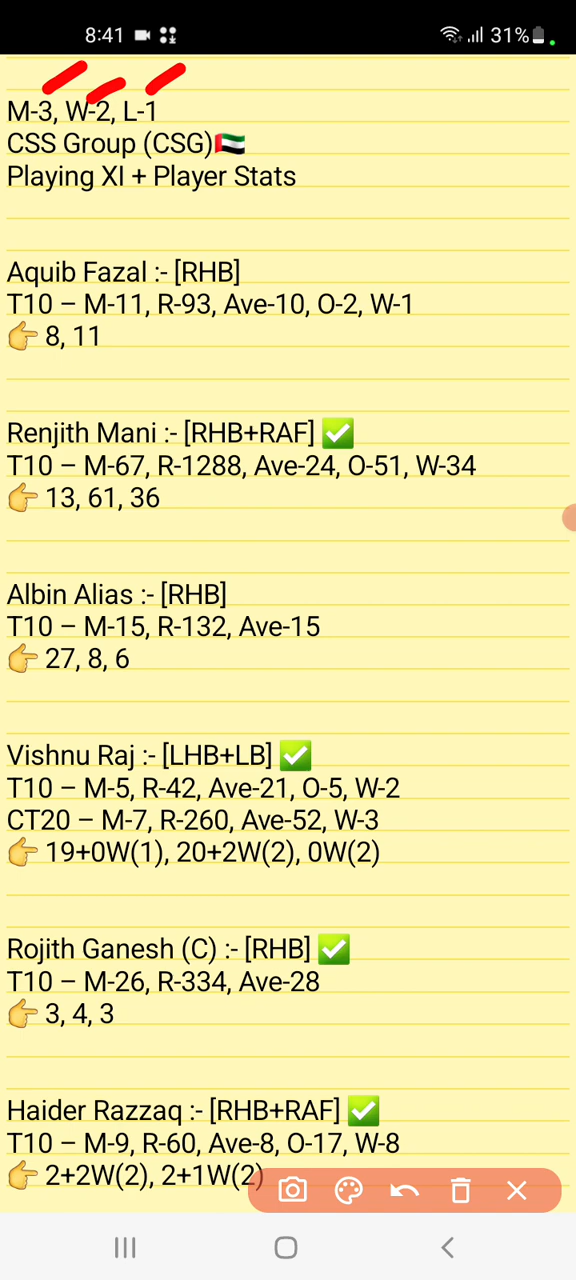 8:41
31%
M-3, W-2, L-1
CSS Group (CSG)🇦🇪
Playing XI + Player Stats
Aquib Fazal :- [RHB]
T10 – M-11, R-93, Ave-10, O-2, W-1
👉 8, 11
Renjith Mani :- [RHB+RAF] ✅
T10 – M-67, R-1288, Ave-24, O-51, W-34
👉 13, 61, 36
Albin Alias :- [RHB]
T10 – M-15, R-132, Ave-15
👉 27, 8, 6
Vishnu Raj :- [LHB+LB] ✅
T10 – M-5, R-42, Ave-21, O-5, W-2
CT20 – M-7, R-260, Ave-52, W-3
👉 19+0W(1), 20+2W(2), 0W(2)
Rojith Ganesh (C) :- [RHB] ✅
T10 – M-26, R-334, Ave-28
👉 3, 4, 3
Haider Razzaq :- [RHB+RAF] ✅
T10 – M-9, R-60, Ave-8, O-17, W-8
👉 2+2W(2), 2+1W(2)